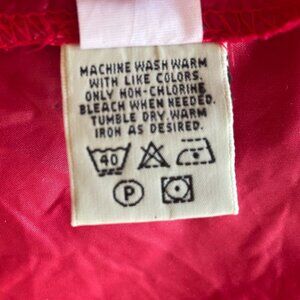 MACHINE WASH WARM
WITH LIKE COLORS.
ONLY NON-CHLORINE
BLEACH WHEN NEEDED.
TUMBLE DRY. WARM
IRON AS DESIRED.
40
P